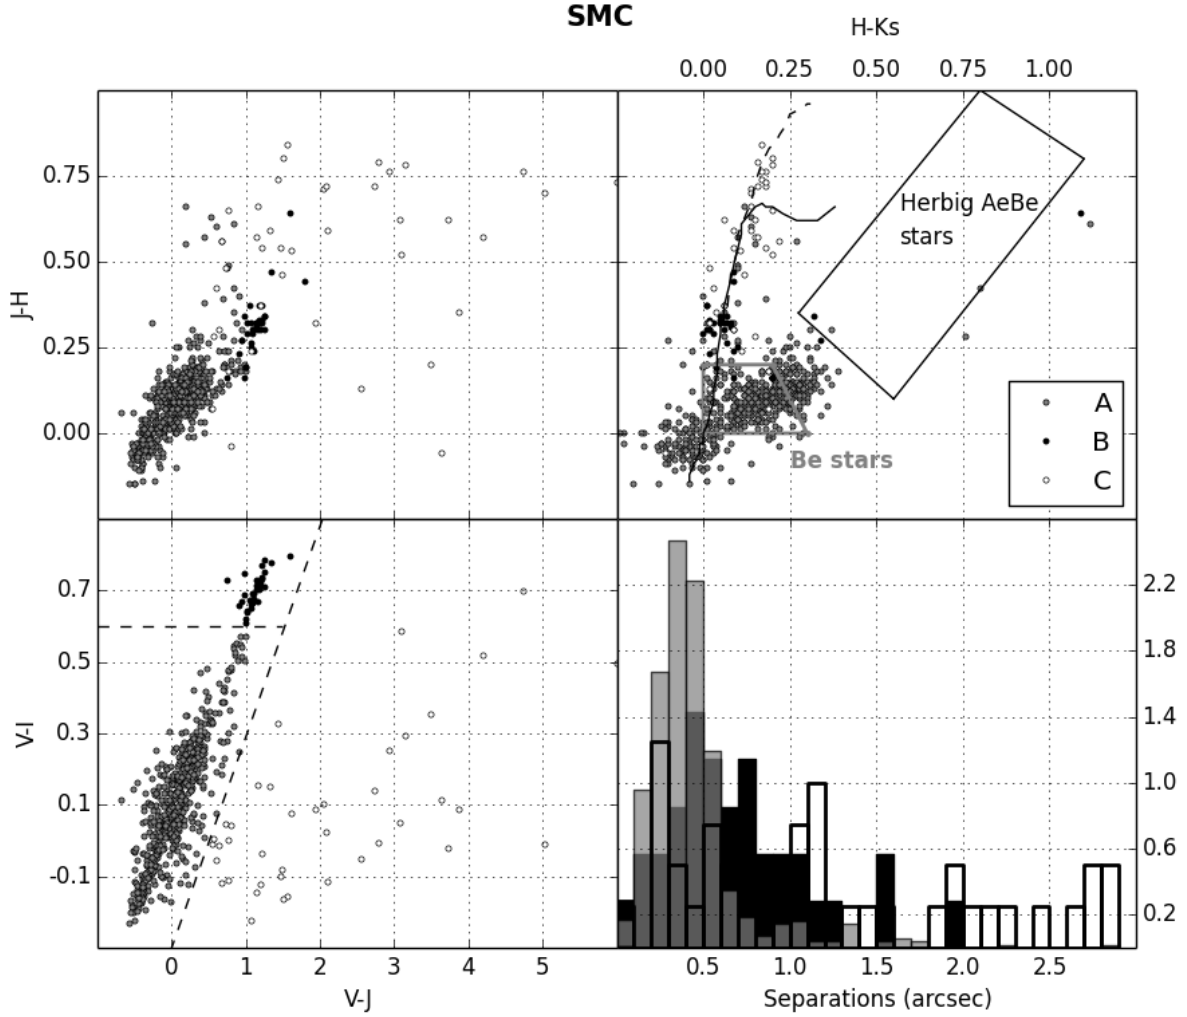 SMC
H-Ks
0.00 0.25 0.50 0.75 1.00
0.75
0.50
0.25
0.00
J-H
Herbig AeBe
stars
A
B
C
Be stars
0.7
0.5
0.3
0.1
-0.1
V-I
2.2
1.8
1.4
1.0
0.6
0.2
0 1 2 3 4 5
0.5 1.0 1.5 2.0 2.5
V-J
Separations (arcsec)